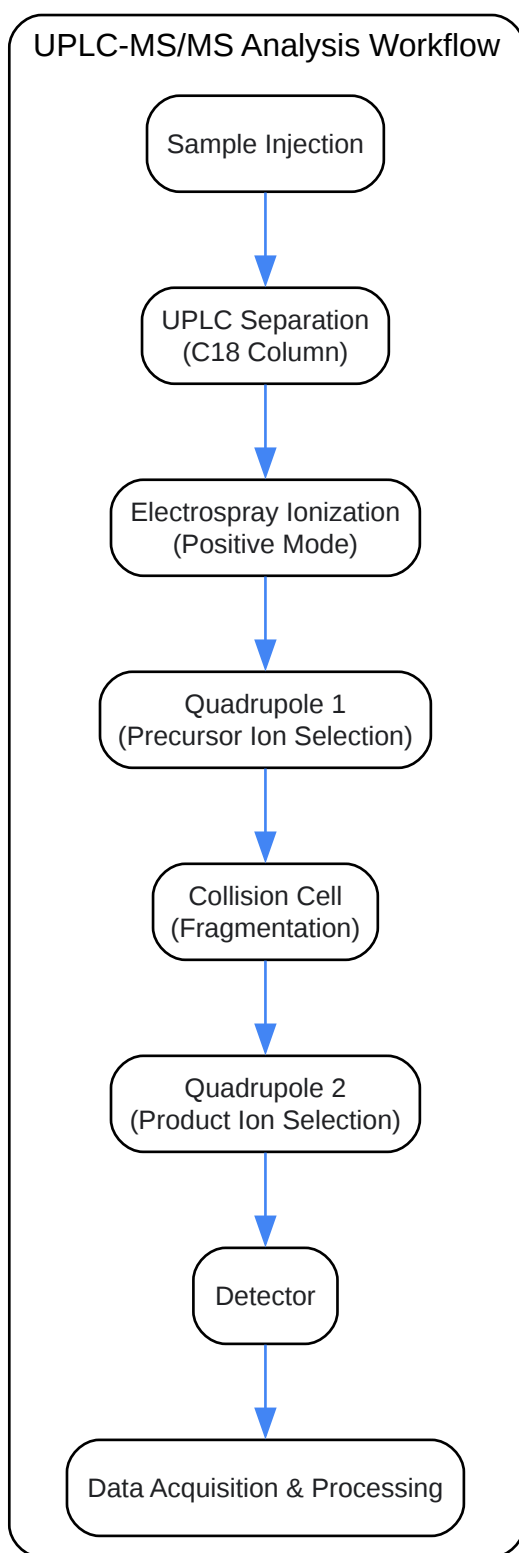 UPLC-MS/MS Analysis Workflow
Sample Injection
UPLC Separation
(C18 Column)
Electrospray Ionization
(Positive Mode)
Quadrupole 1
(Precursor Ion Selection)
Collision Cell
(Fragmentation)
Quadrupole 2
(Product Ion Selection)
Detector
Data Acquisition & Processing